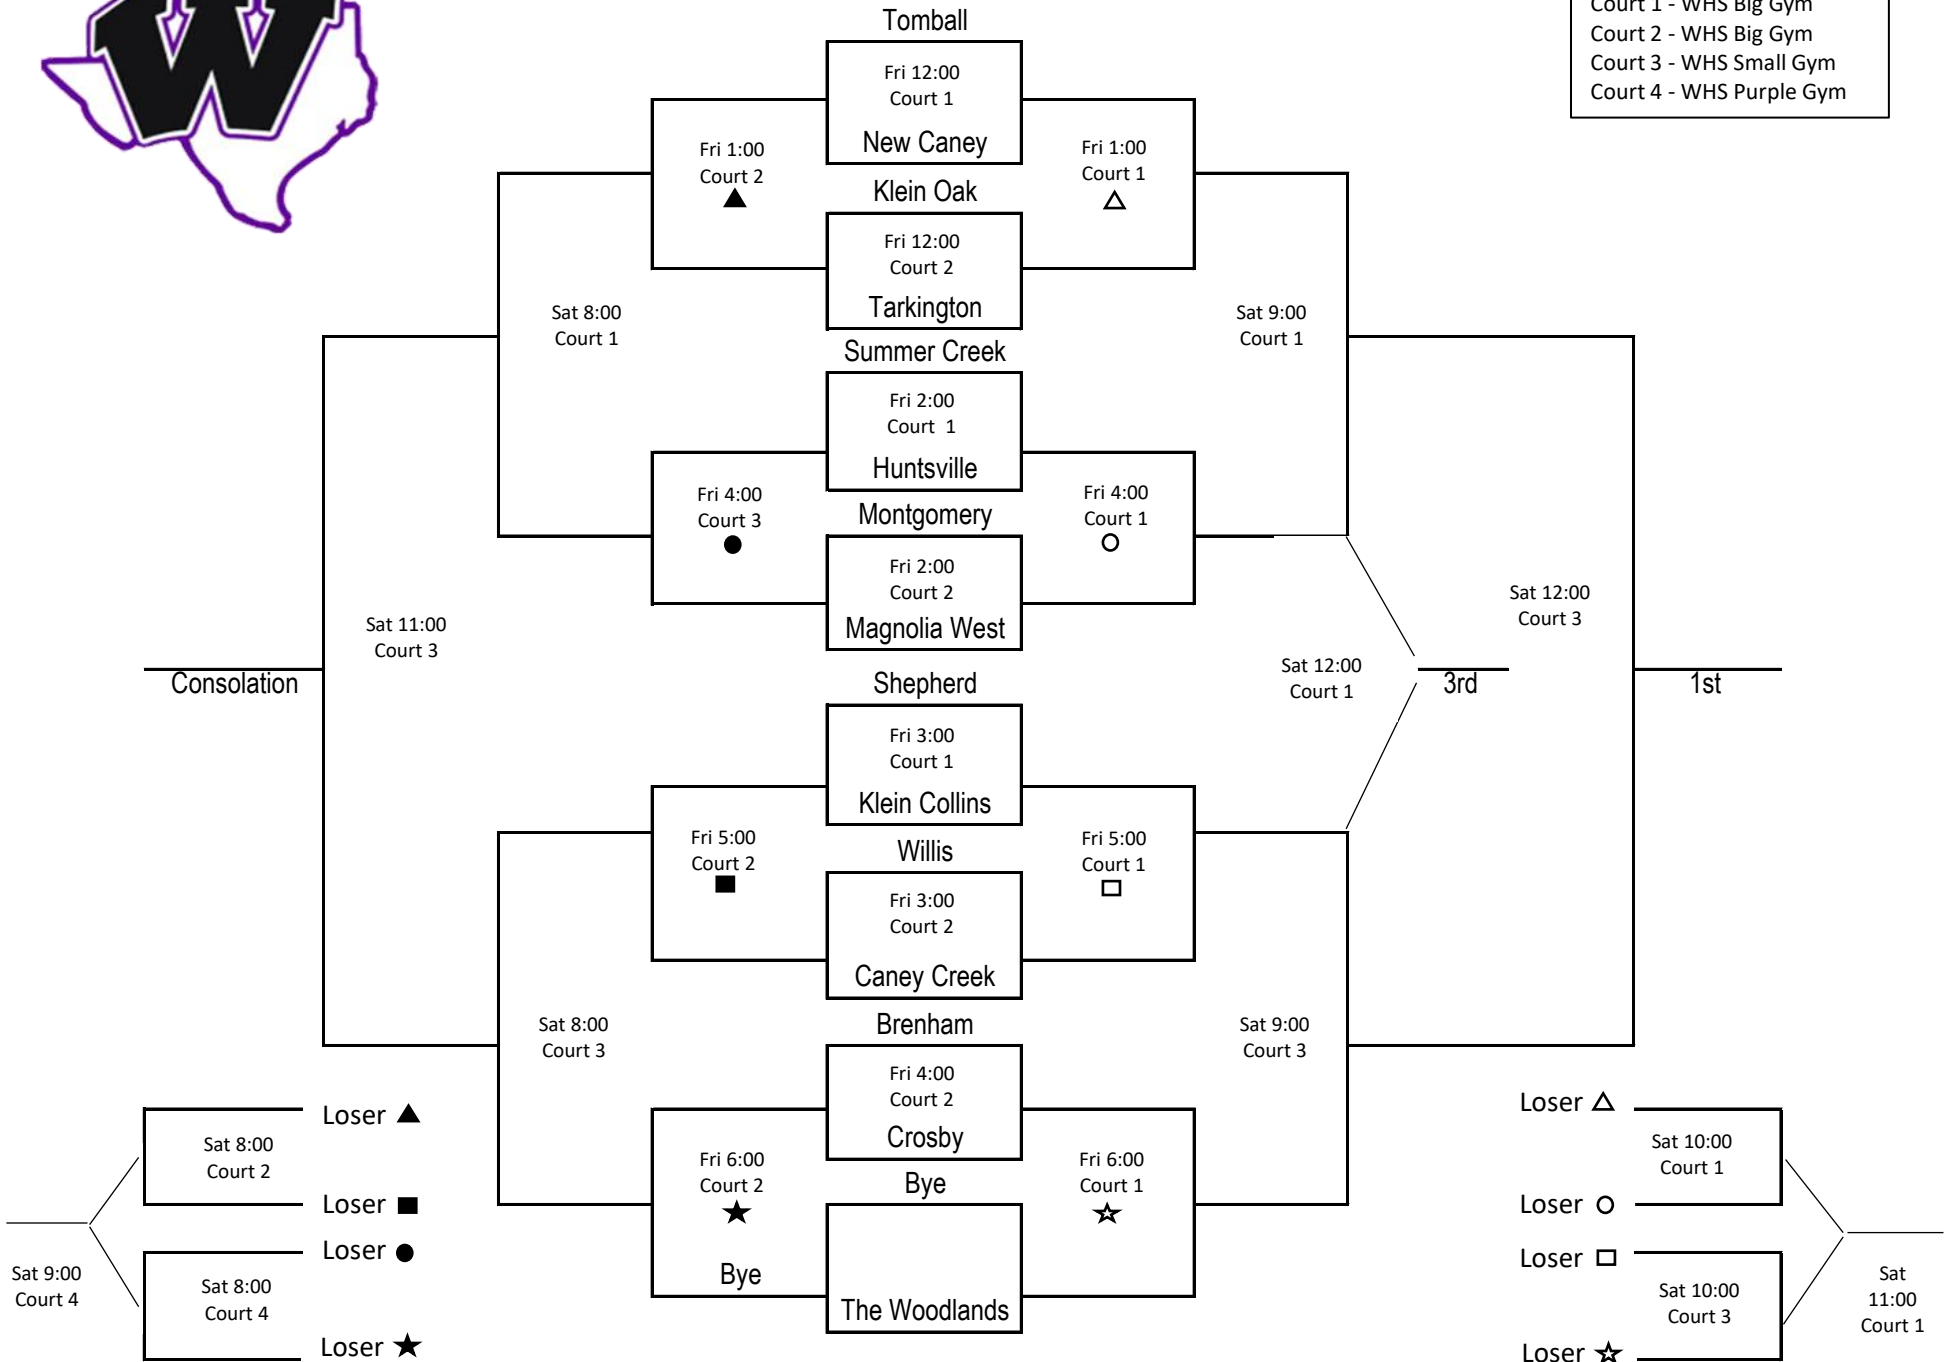 W
Court 1 - WHS Big Gym
Court 2 - WHS Big Gym
Court 3 - WHS Small Gym
Court 4 - WHS Purple Gym
Tomball
Fri 12:00
Court 1
New Caney
Fri 1:00
Court 2
Fri 1:00
Court 1
Klein Oak
Fri 12:00
Court 2
Tarkington
Sat 8:00
Court 1
Sat 9:00
Court 1
Summer Creek
Fri 2:00
Court 1
Huntsville
Fri 4:00
Court 3
Fri 4:00
Court 1
Montgomery
Fri 2:00
Court 2
Magnolia West
Sat 11:00
Court 3
Sat 12:00
Court 3
Sat 12:00
Court 1
Consolation
3rd
1st
Shepherd
Fri 3:00
Court 1
Klein Collins
Fri 5:00
Court 2
Fri 5:00
Court 1
Willis
Fri 3:00
Court 2
Caney Creek
Sat 8:00
Court 3
Sat 9:00
Court 3
Brenham
Fri 4:00
Court 2
Crosby
Fri 6:00
Court 2
Fri 6:00
Court 1
Bye
Bye
The Woodlands
Loser
Sat 8:00
Court 2
Loser
Loser
Sat 9:00
Court 4
Sat 8:00
Court 4
Loser
Loser
Sat 10:00
Court 1
Loser
Loser
Sat 10:00
Court 3
Sat
11:00
Court 1
Loser